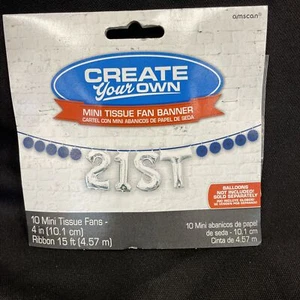 amscan
CREATE
Your OWN
MINI TISSUE FAN BANNER
CARTEL CON MINI ABANICOS DE PAPEL DE SEDA
21ST
BALLOONS
NOT INCLUDED!
SOLD SEPARATELY
10 Mini Tissue Fans -
4 in (10.1 cm)
Ribbon 15 ft (4.57 m)
10 Mini abanicos de papel
de seda - 10.1 cm
Cinta de 4.57 m